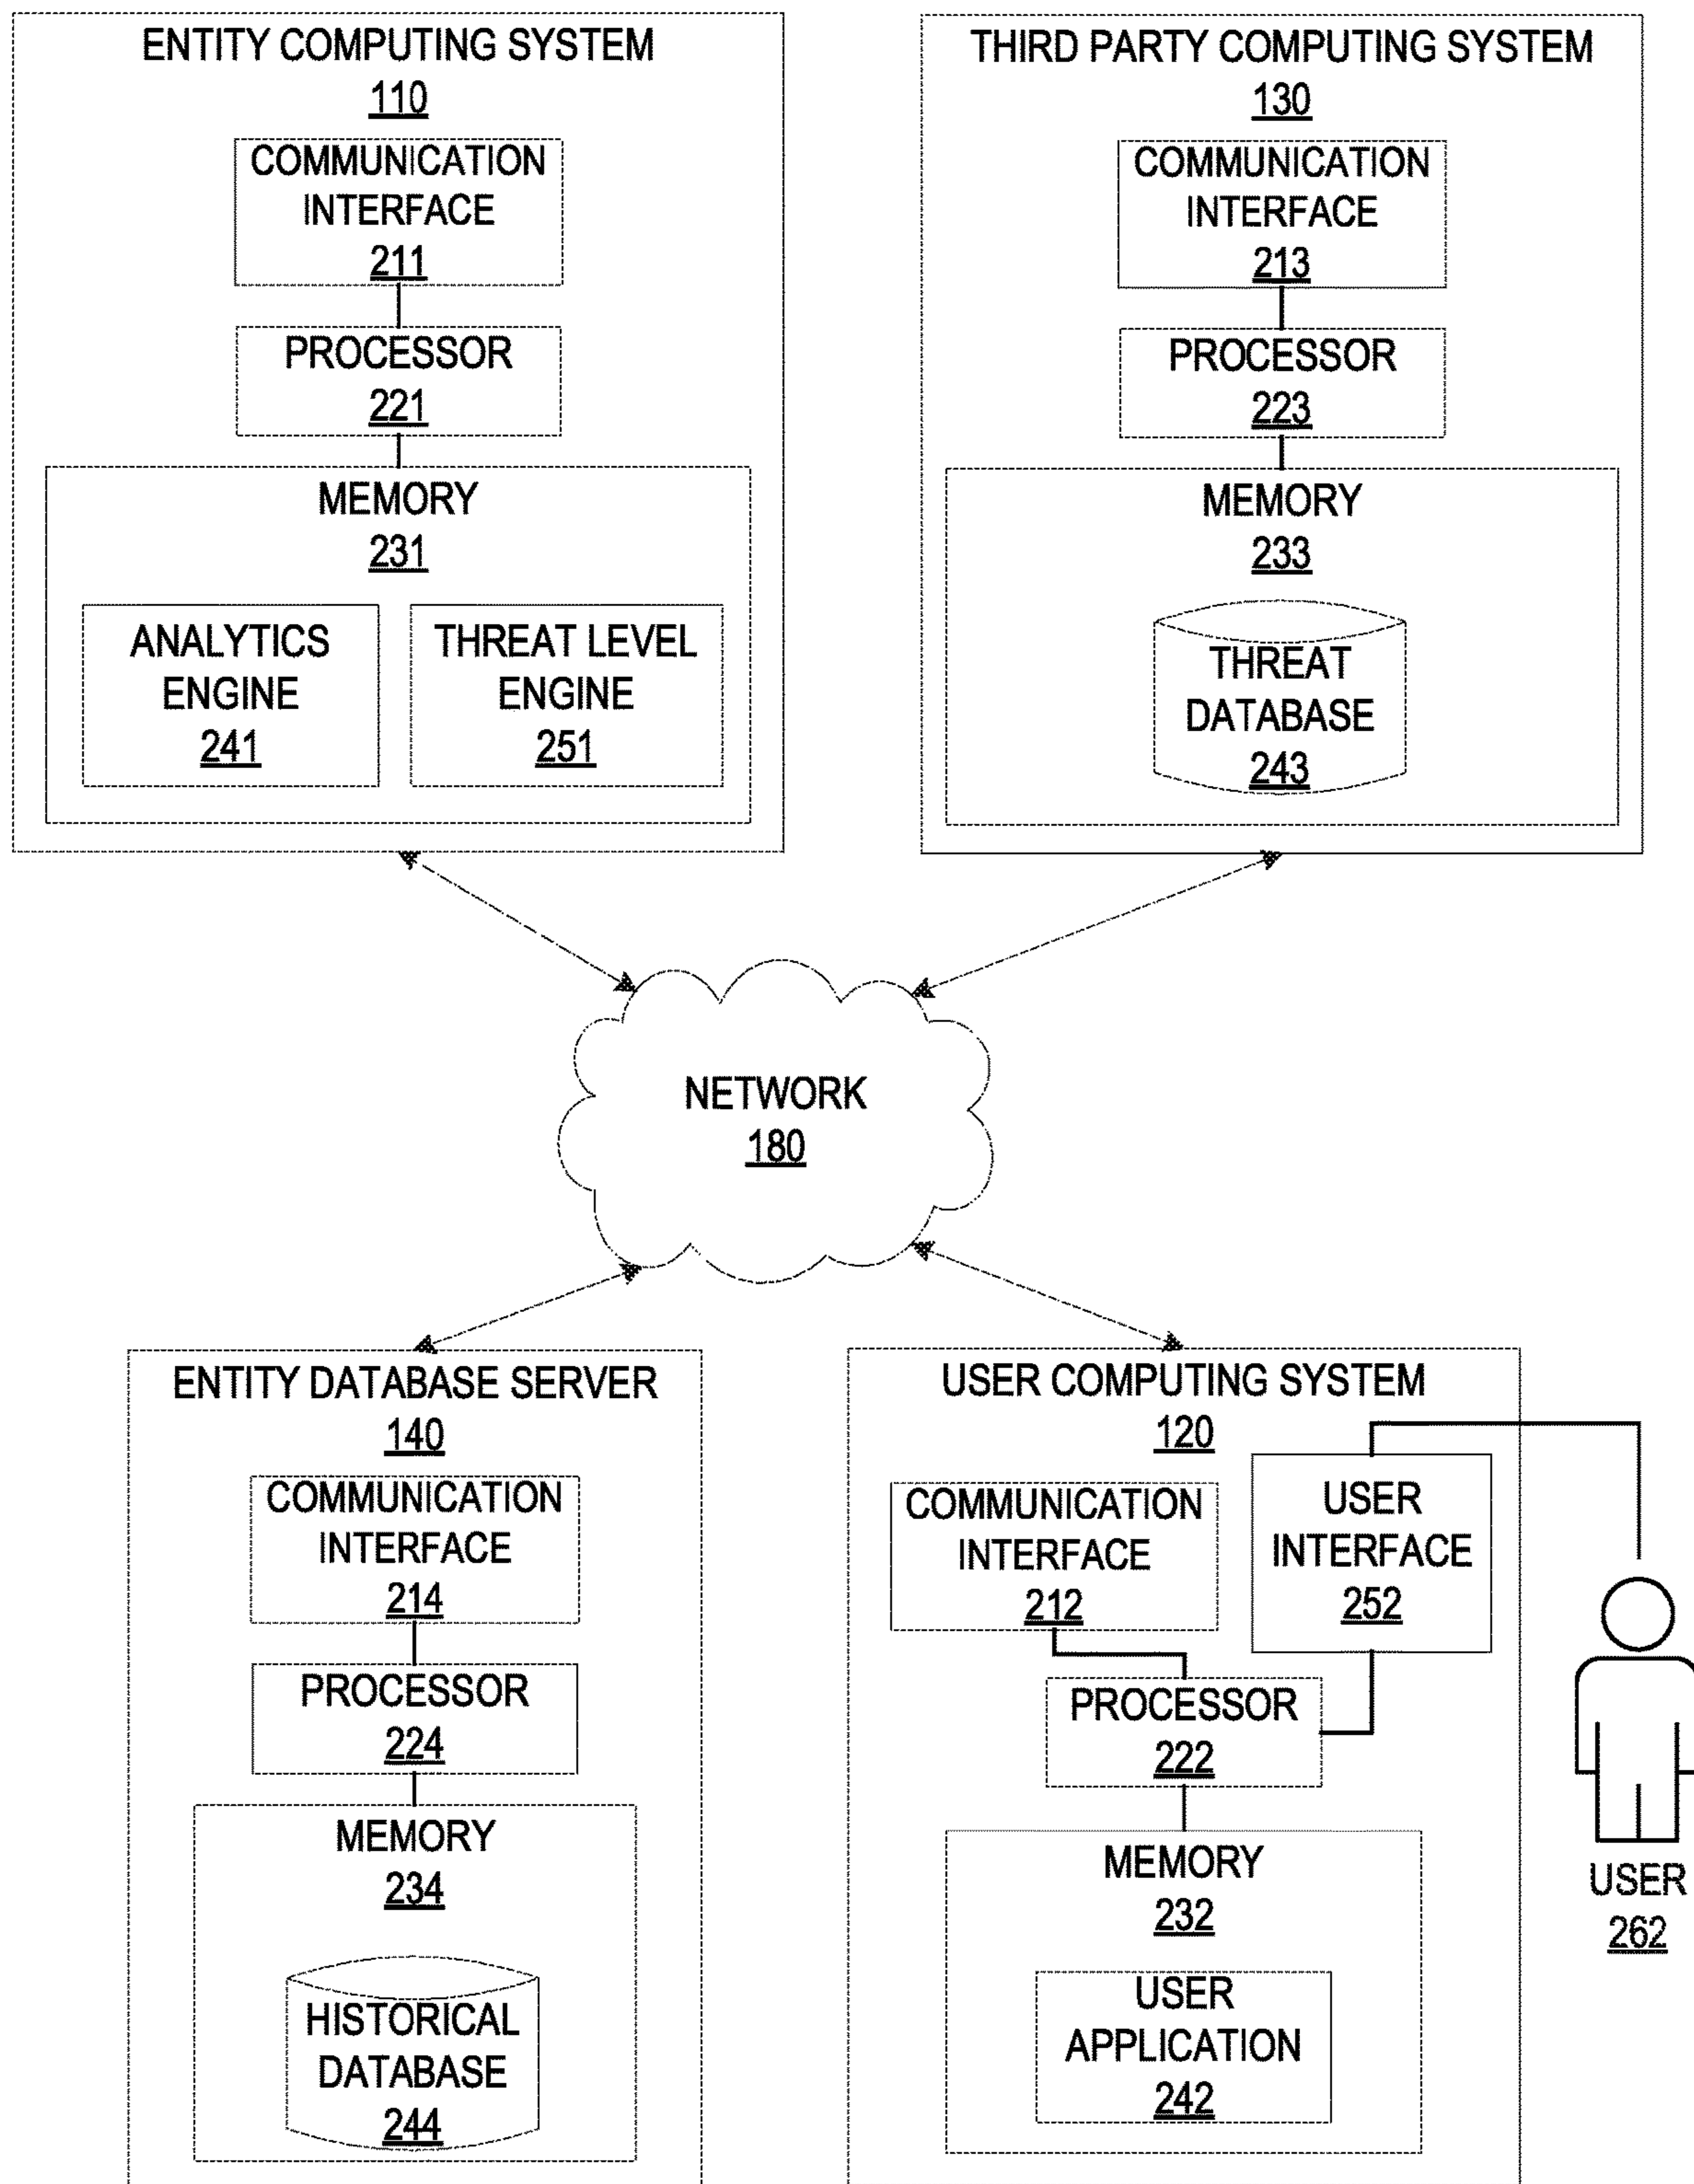 ENTITY COMPUTING SYSTEM
110
COMMUNICATION
INTERFACE
211
PROCESSOR
221
MEMORY
231
ANALYTICS
ENGINE
241
THREAT LEVEL
ENGINE
251
THIRD PARTY COMPUTING SYSTEM
130
COMMUNICATION
INTERFACE
213
PROCESSOR
223
MEMORY
233
THREAT
DATABASE
243
NETWORK
180
ENTITY DATABASE SERVER
140
COMMUNICATION
INTERFACE
214
PROCESSOR
224
MEMORY
234
HISTORICAL
DATABASE
244
USER COMPUTING SYSTEM
120
COMMUNICATION
INTERFACE
212
USER
INTERFACE
252
PROCESSOR
222
MEMORY
232
USER
APPLICATION
242
USER
262